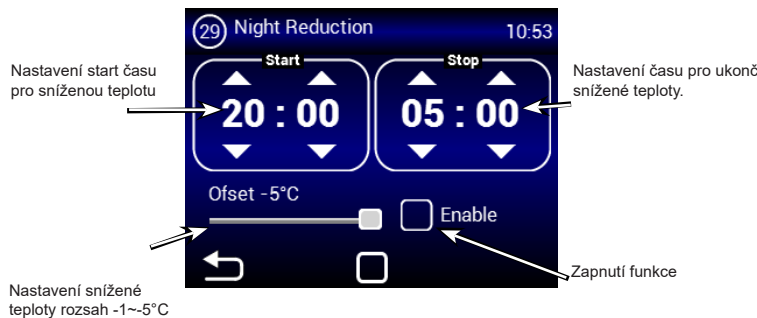 29 Night Reduction 10:53
Start Stop
Nastavení start času
pro sníženou teplotu
Nastavení času pro ukonč
snížené teploty.
20 : 00 05 : 00
Ofset -5°C
Enable
Zapnutí funkce
Nastavení snížené
teploty rozsah -1~-5°C